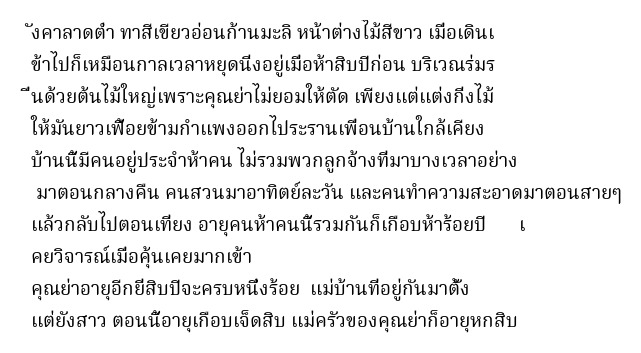 ังคาลาดต่ำ ทาสีเขียวอ่อนก้านมะลิ หน้าต่างไม้สีขาว เมื่อเดินเ
ข้าไปก็เหมือนกาลเวลาหยุดนิ่งอยู่เมื่อห้าสิบปีก่อน บริเวณร่มร
ื่นด้วยต้นไม้ใหญ่เพราะคุณย่าไม่ยอมให้ตัด เพียงแต่แต่งกิ่งไม้
ให้มันยาวเฟื้อยข้ามกำแพงออกไประรานเพื่อนบ้านใกล้เคียง
บ้านนี้มีคนอยู่ประจำห้าคน ไม่รวมพวกลูกจ้างที่มาบางเวลาอย่าง
มาตอนกลางคืน คนสวนมาอาทิตย์ละวัน และคนทำความสะอาดมาตอนสายๆ
แล้วกลับไปตอนเที่ยง อายุคนห้าคนนี้รวมกันก็เกือบห้าร้อยปี เ
คยวิจารณ์เมื่อคุ้นเคยมากเข้า
คุณย่าอายุอีกยี่สิบปีจะครบหนึ่งร้อย แม่บ้านที่อยู่กันมาตั้ง
แต่ยังสาว ตอนนี้อายุเกือบเจ็ดสิบ แม่ครัวของคุณย่าก็อายุหกสิบ